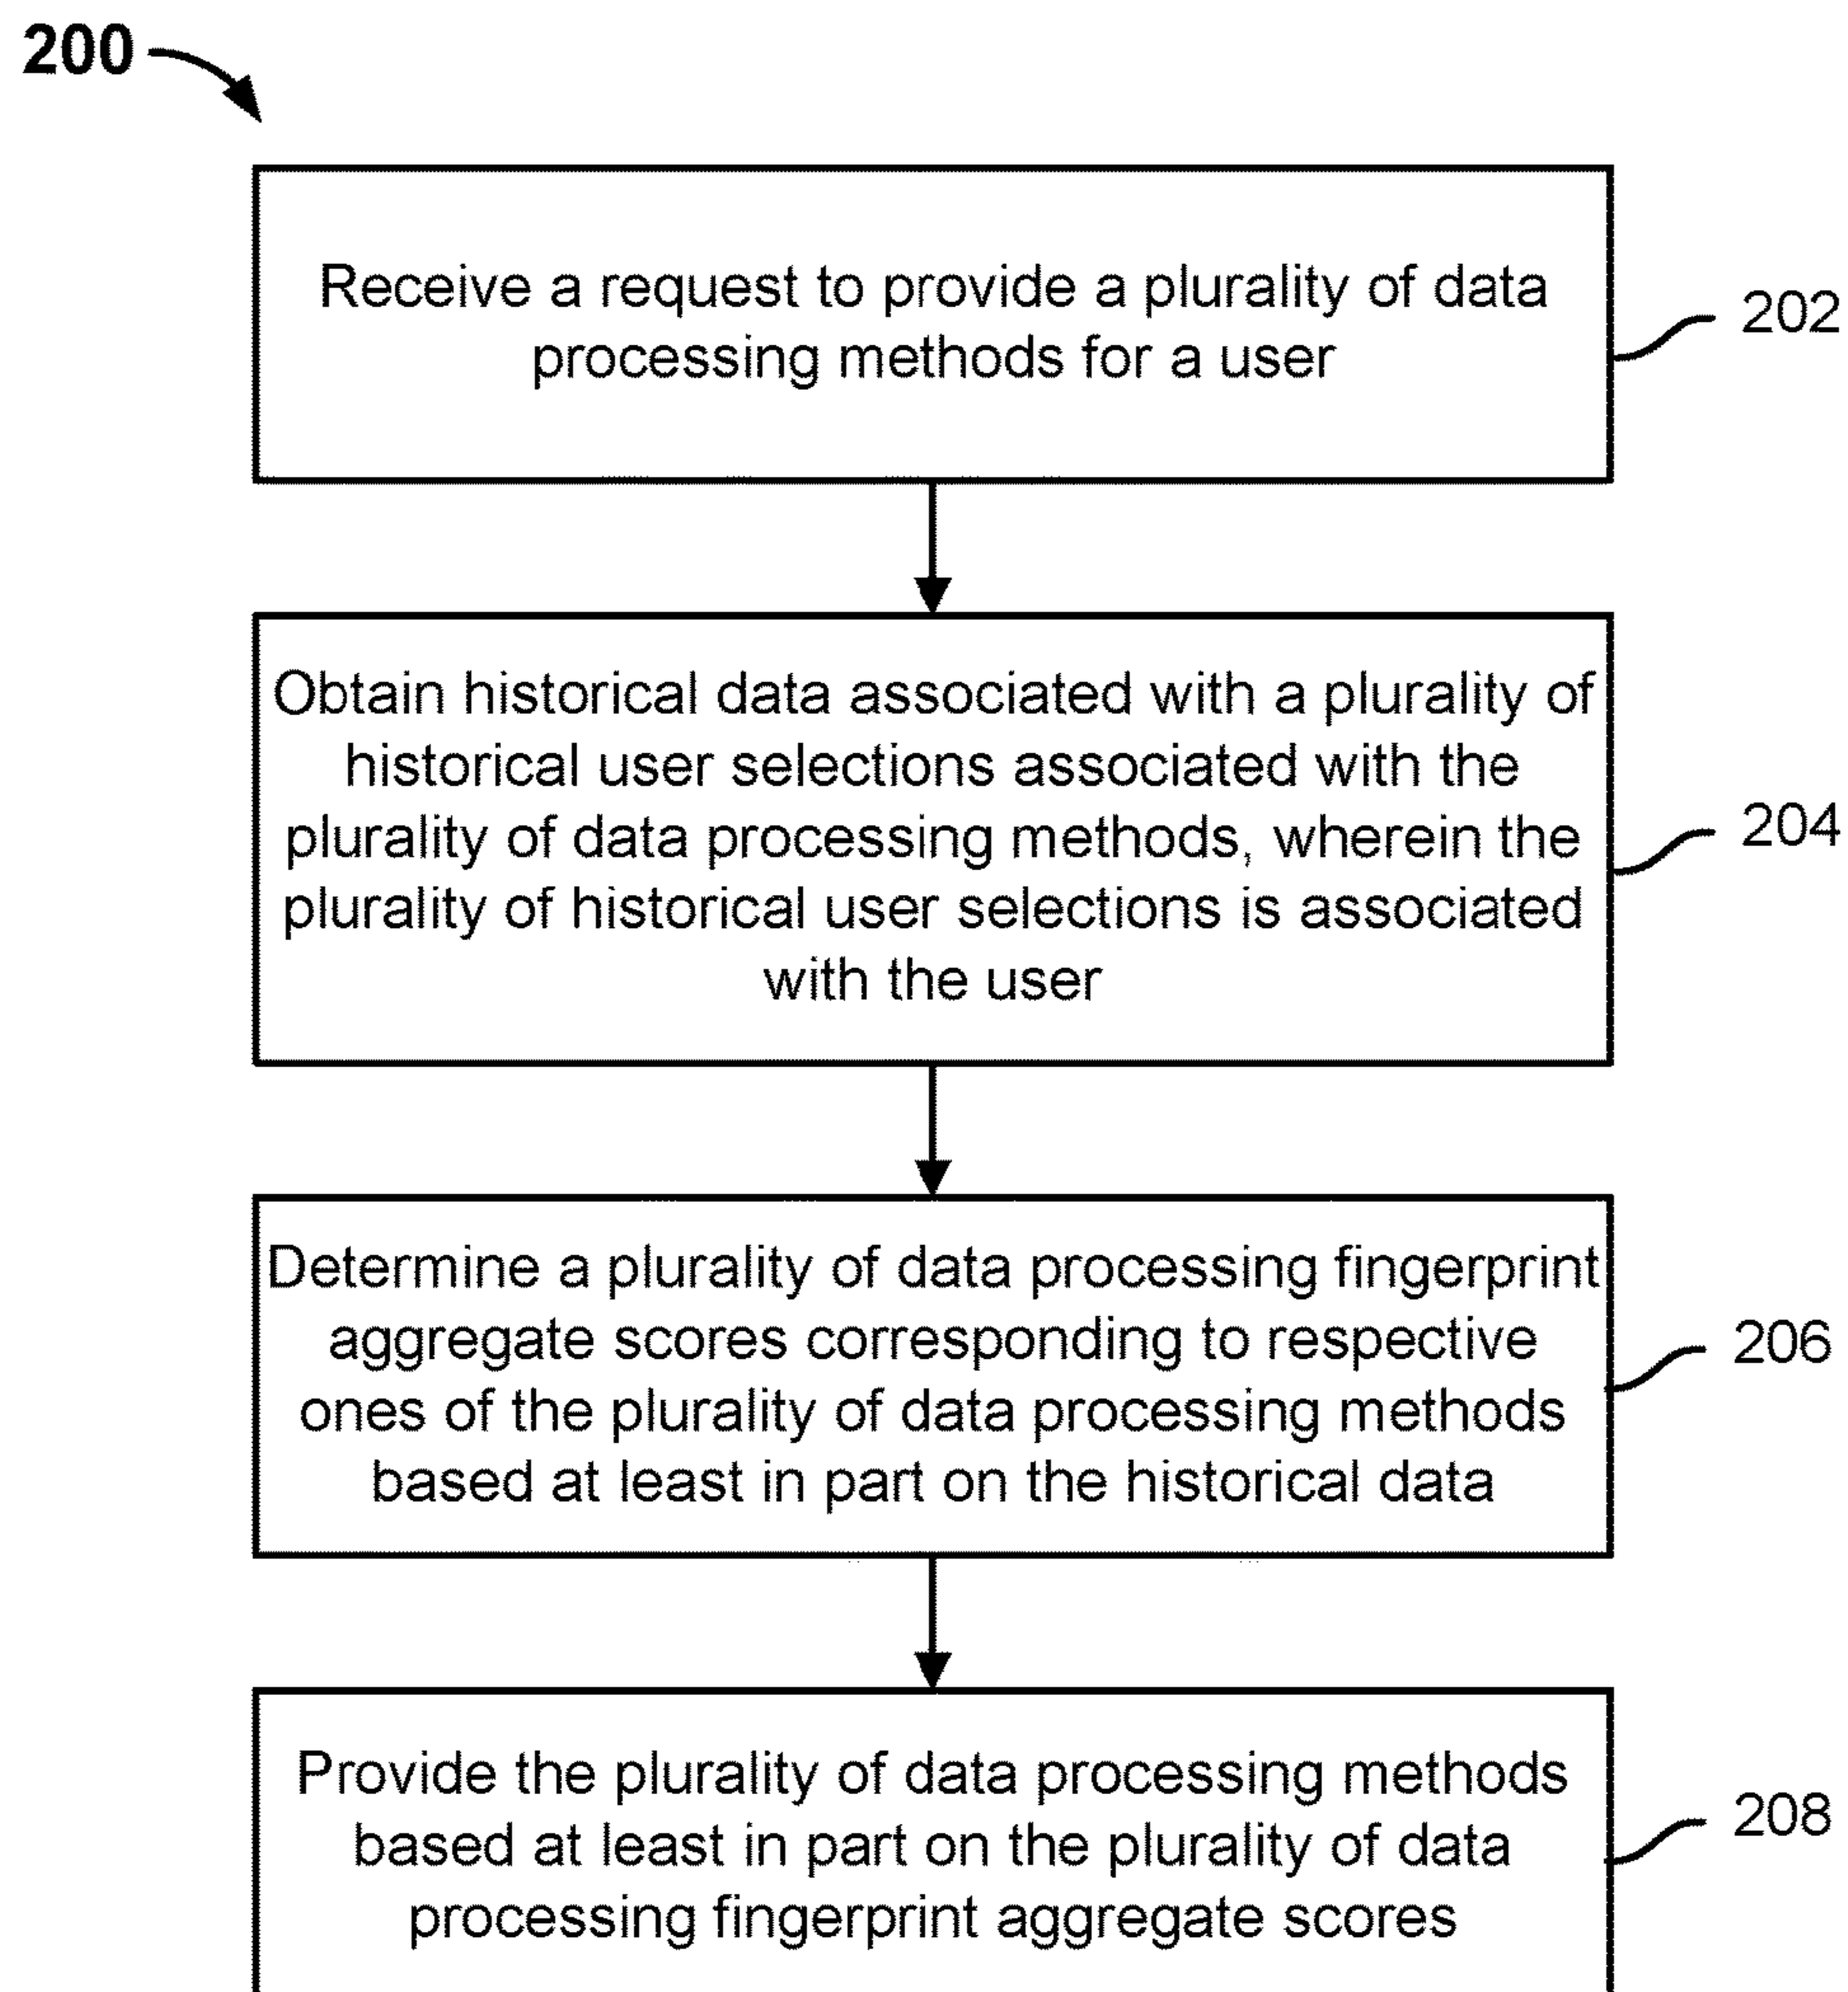 200
Receive a request to provide a plurality of data
processing methods for a user
202
Obtain historical data associated with a plurality of
historical user selections associated with the
plurality of data processing methods, wherein the
plurality of historical user selections is associated
with the user
204
Determine a plurality of data processing fingerprint
aggregate scores corresponding to respective
ones of the plurality of data processing methods
based at least in part on the historical data
206
Provide the plurality of data processing methods
based at least in part on the plurality of data
processing fingerprint aggregate scores
208